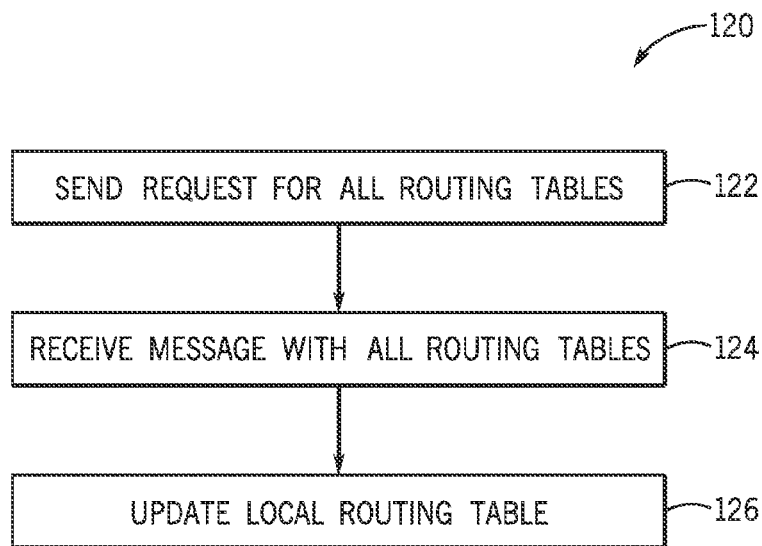 120
SEND REQUEST FOR ALL ROUTING TABLES
122
RECEIVE MESSAGE WITH ALL ROUTING TABLES
124
UPDATE LOCAL ROUTING TABLE
126